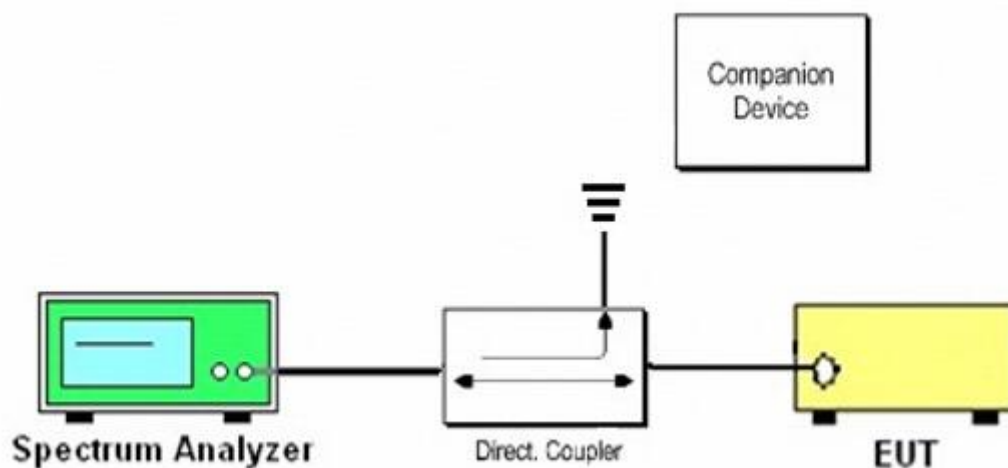 Companion
Device
Spectrum Analyzer
Direct. Coupler
EUT